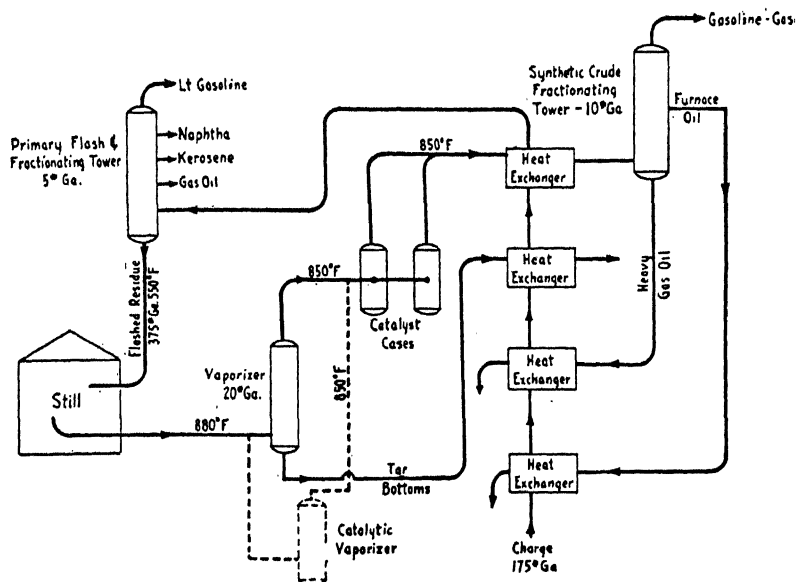 Lt Gasoline
Naphtha
Kerosene
Gas Oil
Primary Flash &
Fractionating Tower
5# Ga.
Flashed Residue
375# Ga. 550°F
Still
880°F
Vaporizer
20# Ga.
850°F
850°F
Catalyst
Cases
Tar
Bottoms
Catalytic
Vaporizer
850°F
Heat
Exchanger
Heat
Exchanger
Heat
Exchanger
Heat
Exchanger
Charge
175# Ga
Synthetic Crude
Fractionating
Tower - 10# Ga
Gasoline - Gas
Furnace
Oil
Heavy
Gas Oil